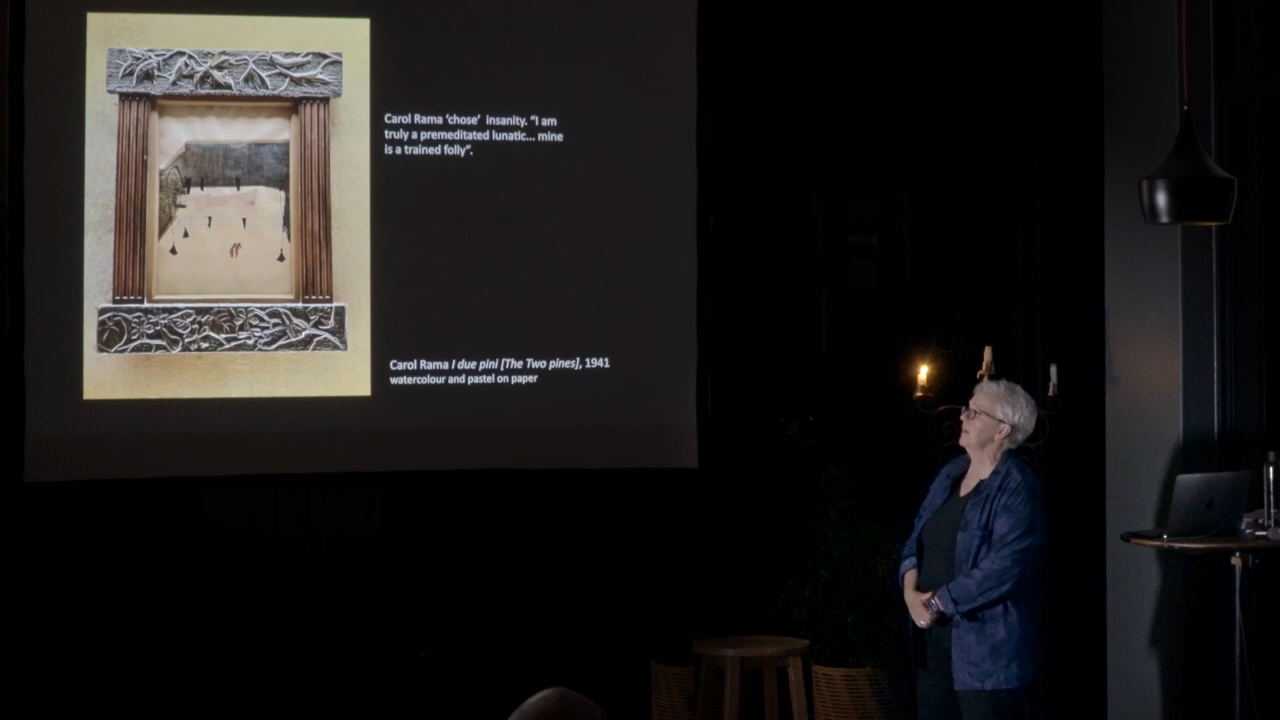 Carol Rama ‘chose’ insanity. “I am
truly a premeditated lunatic... mine
is a trained folly”.
Carol Rama I due pini [The Two pines], 1941
watercolour and pastel on paper